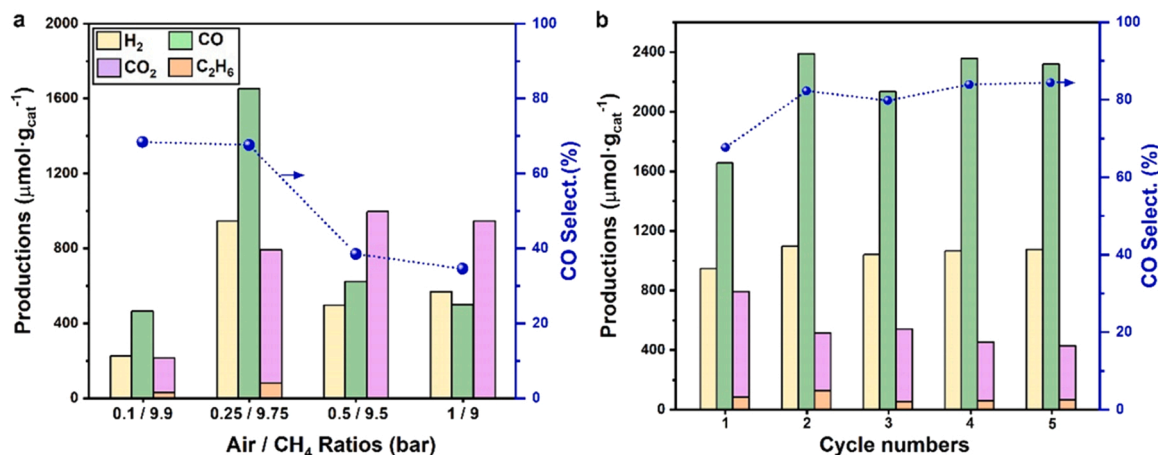 a
Productions (μmol·gcat⁻¹)
2000
1600
1200
800
400
0
H₂
CO
CO₂
C₂H₆
100
80
60
40
20
0
CO Select.(%)
0.1 / 9.9 0.25 / 9.75 0.5 / 9.5 1 / 9
Air / CH₄ Ratios (bar)
b
Productions (μmol·gcat⁻¹)
2400
2000
1600
1200
800
400
0
100
80
60
40
20
0
CO Select.(%)
1 2 3 4 5
Cycle numbers